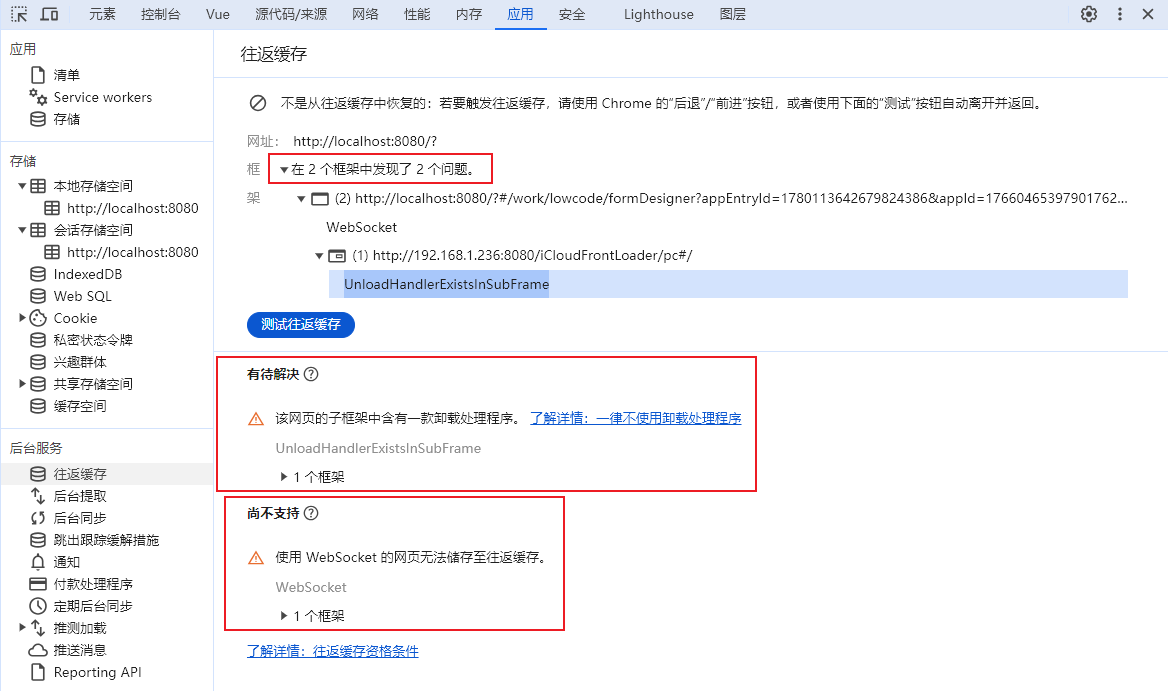 元素 控制台 Vue 源代码/来源 网络 性能 内存 应用 安全 Lighthouse 图层
应用
清单
Service workers
存储
存储
本地存储空间
http://localhost:8080
会话存储空间
http://localhost:8080
IndexedDB
Web SQL
Cookie
私密状态令牌
兴趣群体
共享存储空间
缓存空间
后台服务
往返缓存
后台提取
后台同步
跳出跟踪缓解措施
通知
付款处理程序
定期后台同步
推测加载
推送消息
Reporting API
往返缓存
不是从往返缓存中恢复的：若要触发往返缓存，请使用 Chrome 的“后退”/“前进”按钮，或者使用下面的“测试”按钮自动离开并返回。
网址： http://localhost:8080/?
框架 在 2 个框架中发现了 2 个问题。
(2) http://localhost:8080/?#/work/lowcode/formDesigner?appEntryId=1780113642679824386&appId=17660465397901762...
WebSocket
(1) http://192.168.1.236:8080/iCloudFrontLoader/pc#/
UnloadHandlerExistsInSubFrame
测试往返缓存
有待解决
该网页的子框架中含有一款卸载处理程序。 了解详情：一律不使用卸载处理程序
UnloadHandlerExistsInSubFrame
1 个框架
尚不支持
使用 WebSocket 的网页无法储存至往返缓存。
WebSocket
1 个框架
了解详情：往返缓存资格条件